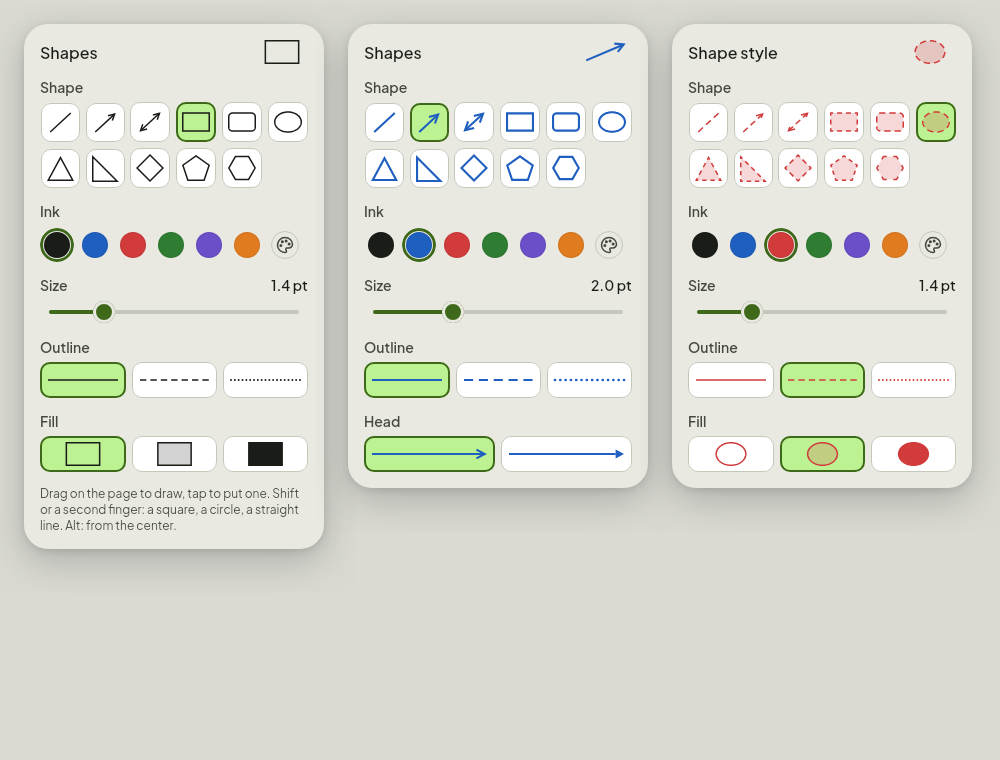 Shapes
Shape
Ink
Size 1.4 pt
Outline
Fill
Drag on the page to draw, tap to put one. Shift
or a second finger: a square, a circle, a straight
line. Alt: from the center.
Shapes
Shape
Ink
Size 2.0 pt
Outline
Head
Shape style
Shape
Ink
Size 1.4 pt
Outline
Fill